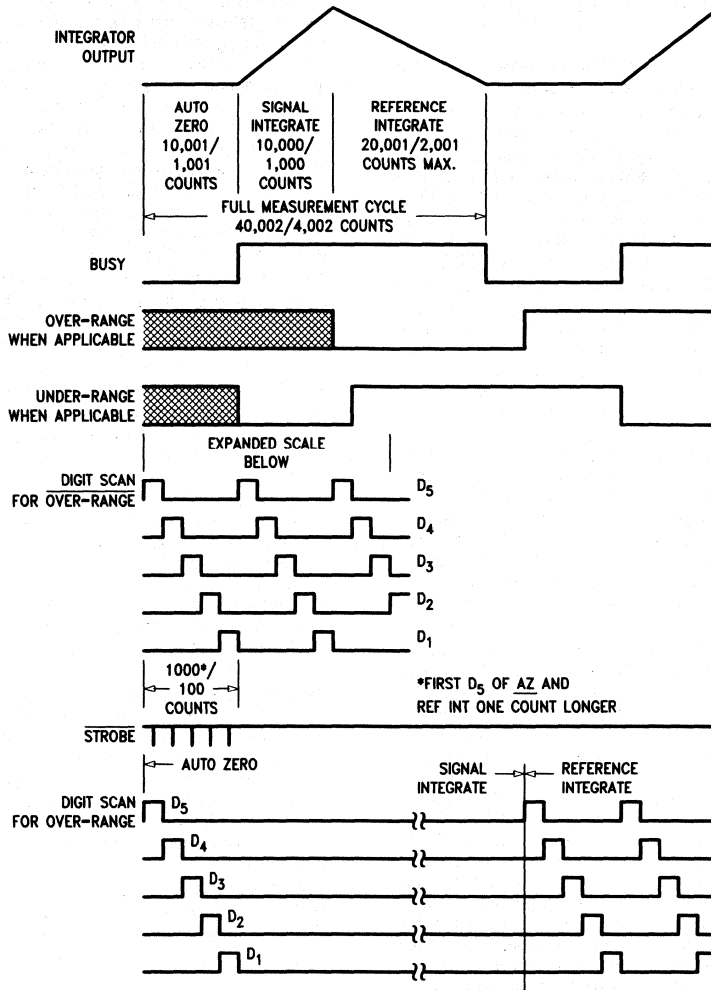 INTEGRATOR
OUTPUT
AUTO
ZERO
10,001/
1,001
COUNTS
SIGNAL
INTEGRATE
10,000/
1,000
COUNTS
REFERENCE
INTEGRATE
20,001/2,001
COUNTS MAX.
FULL MEASUREMENT CYCLE
40,002/4,002 COUNTS
BUSY
OVER-RANGE
WHEN APPLICABLE
UNDER-RANGE
WHEN APPLICABLE
EXPANDED SCALE
BELOW
DIGIT SCAN
FOR OVER-RANGE
D5
D4
D3
D2
D1
1000*/
100
COUNTS
*FIRST D5 OF AZ AND
REF INT ONE COUNT LONGER
STROBE
AUTO ZERO
SIGNAL
INTEGRATE
REFERENCE
INTEGRATE
DIGIT SCAN
FOR OVER-RANGE
D5
D4
D3
D2
D1